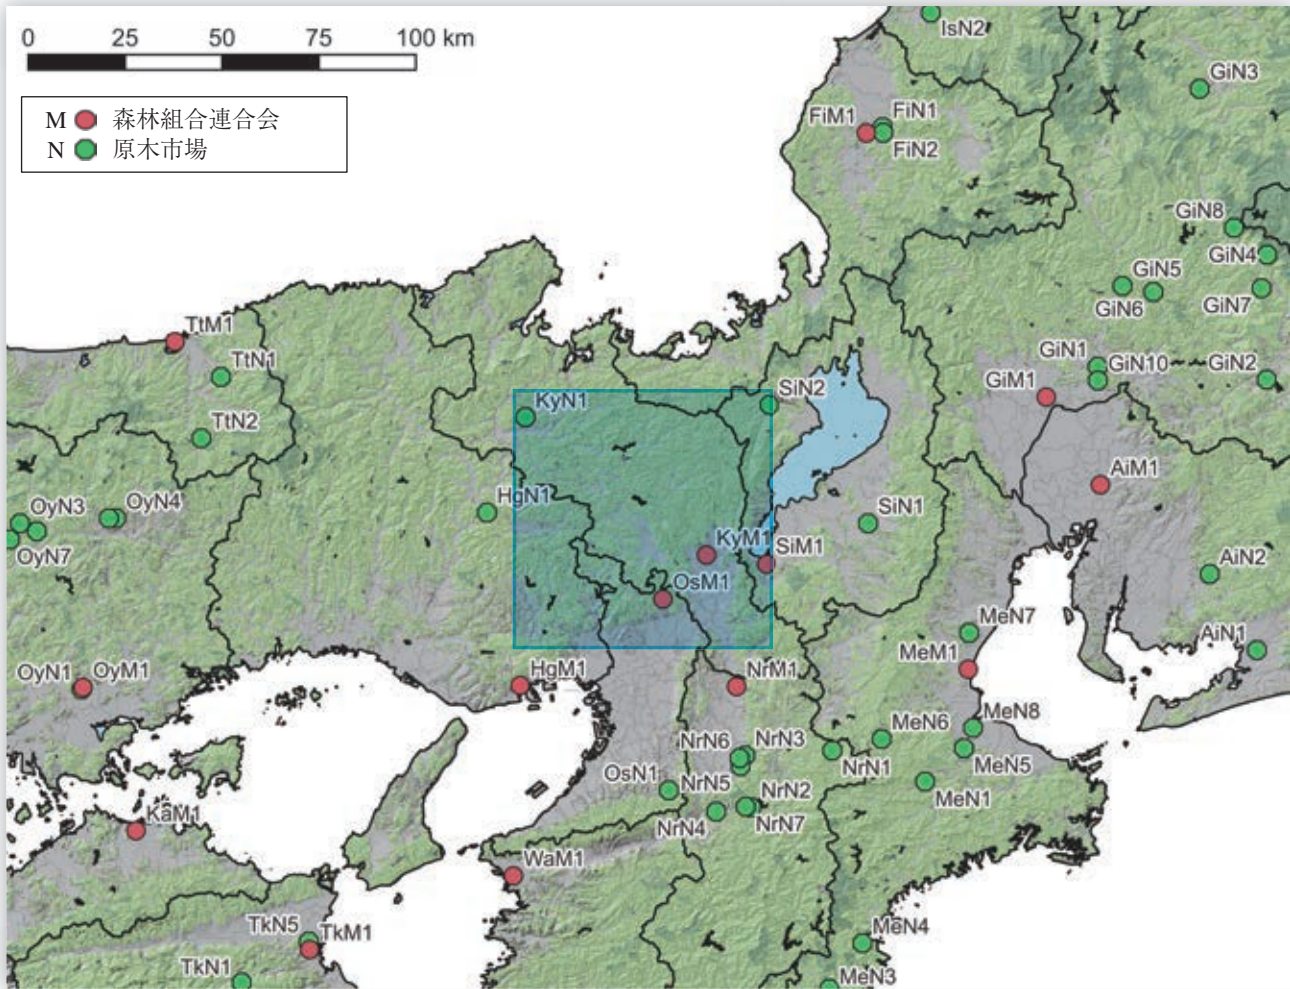 0 25 50 75 100 km
M 森林組合連合会
N 原木市場
IsN2
GiN3
FiM1 FiN1
FiN2
GiN8
GiN4
GiN5
GiN6 GiN7
TtM1
TtN1
GiN1 GiN10 GiN2
GiM1
KyN1 SiN2
TtN2
AiM1
OyN3 OyN4 HgN1
SiN1
OyN7
KyM1 SiM1
AiN2
OsM1
MeN7 AiN1
OyN1 OyM1 HgM1 NrM1 MeM1
MeN6 MeN8
NrN6 NrN3
NrN1 MeN5
OsN1 NrN5 NrN2 MeN1
KaM1
NrN4 NrN7
WaM1
TkN5 TkM1 MeN4
TkN1 MeN3